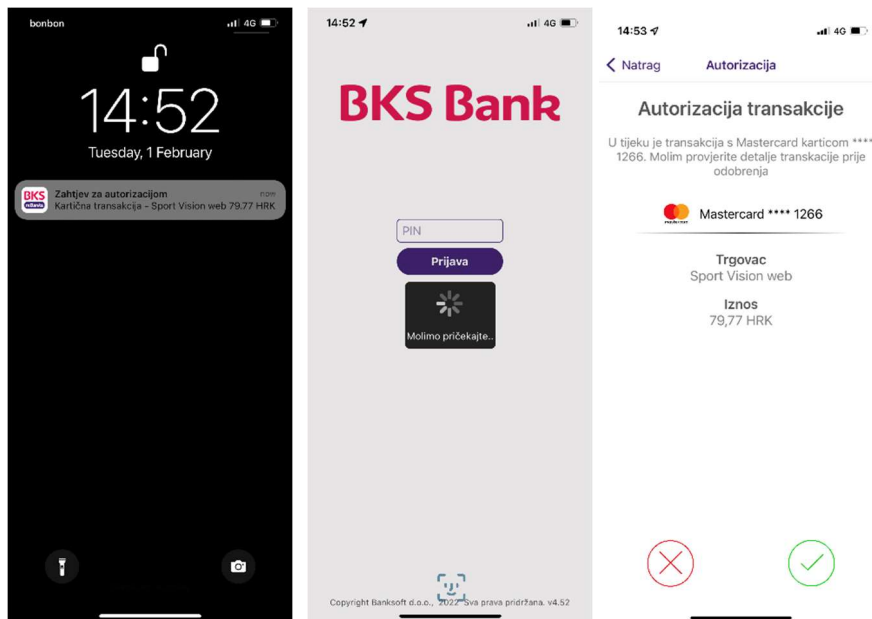 bonbon
4G
14:52
Tuesday, 1 February
BKS
Zahtjev za autorizacijom
now
Kartična transakcija - Sport Vision web 79.77 HRK
14:52
4G
BKS Bank
PIN
Prijava
Molimo pričekajte..
Copyright Banksoft d.o.o., 2022 Sva prava pridržana. v4.52
14:53
4G
Natrag
Autorizacija
Autorizacija transakcije
U tijeku je transakcija s Mastercard karticom ****
1266. Molim provjerite detalje transkacije prije
odobrenja
Mastercard **** 1266
Trgovac
Sport Vision web
Iznos
79,77 HRK